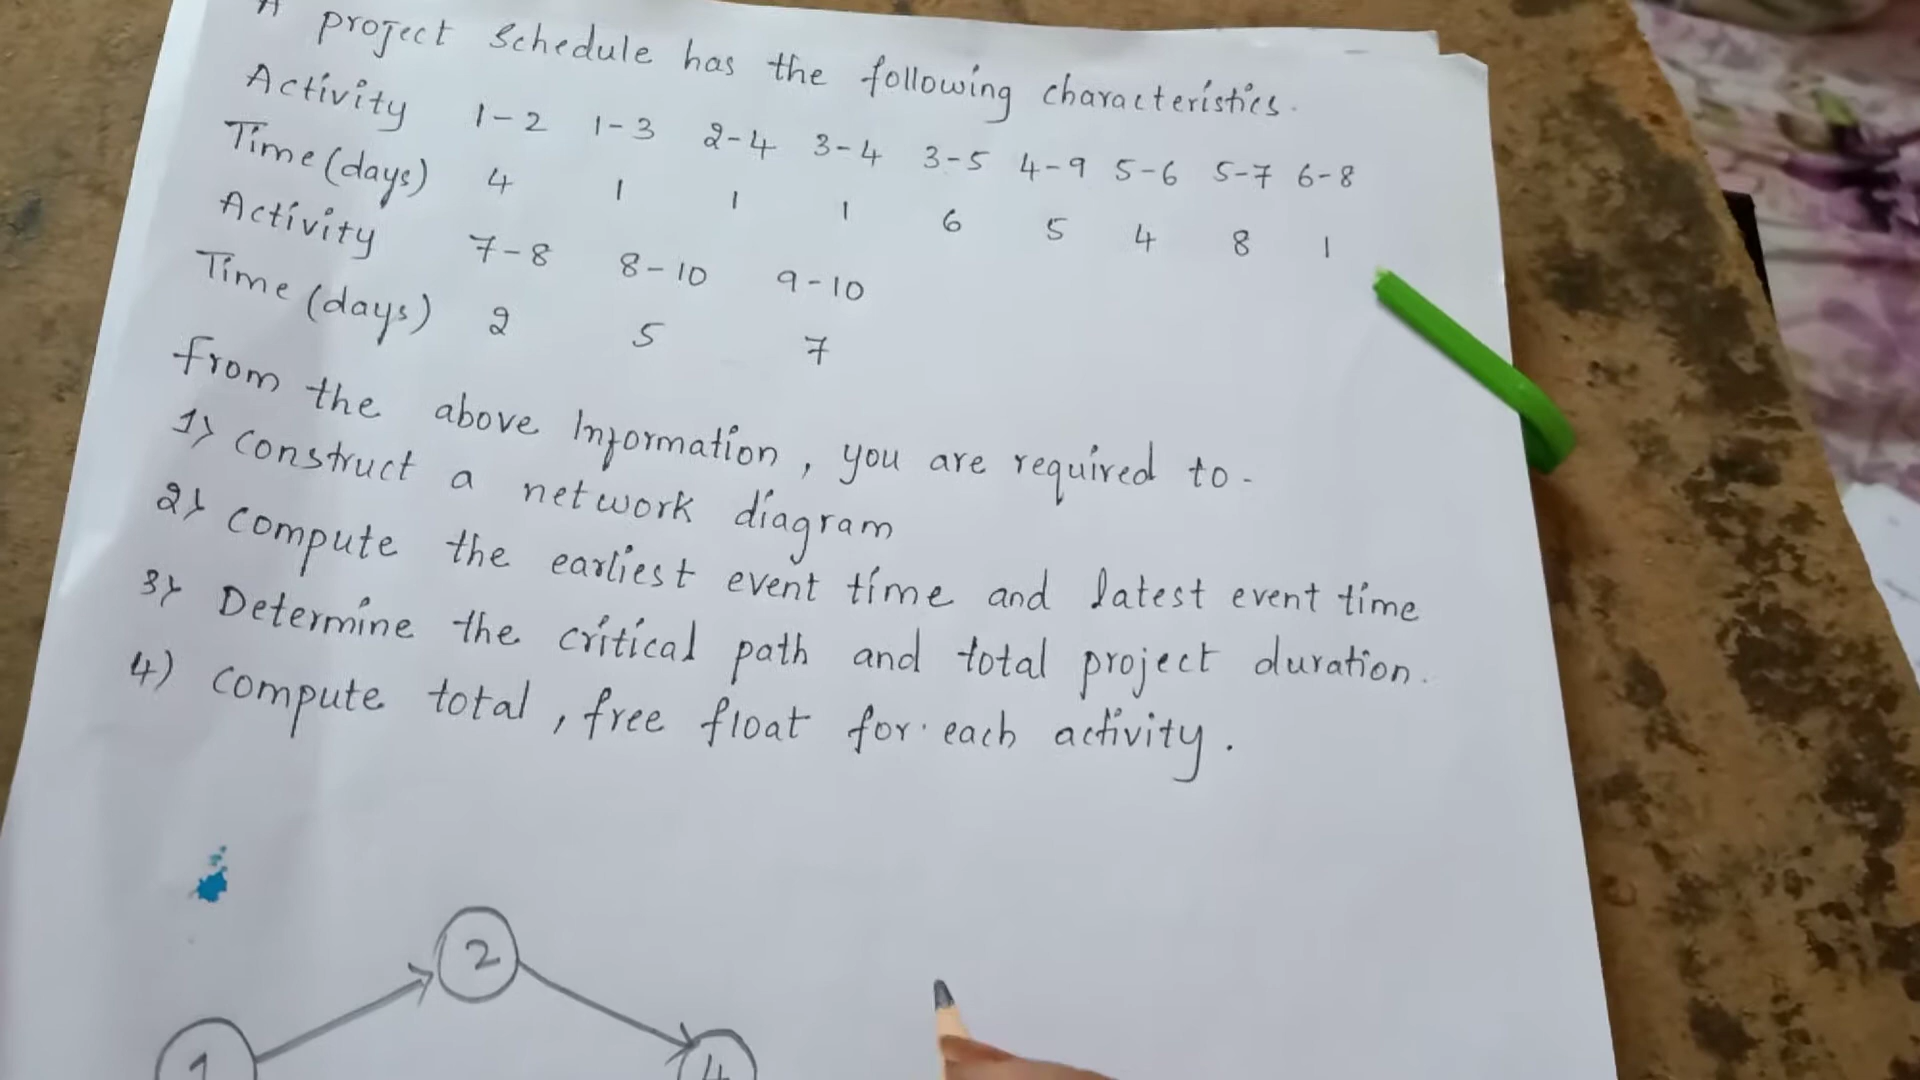 A project Schedule has the following characteristics.
Activity 1-2 1-3 2-4 3-4 3-5 4-9 5-6 5-7 6-8
Time (days) 4 1 1 1 6 5 4 8 1
Activity 7-8 8-10 9-10
Time (days) 2 5 7
From the above Information, you are required to -
1) construct a network diagram
2) compute the earliest event time and latest event time
3) Determine the critical path and total project duration.
4) compute total, free float for each activity.
2
1
4